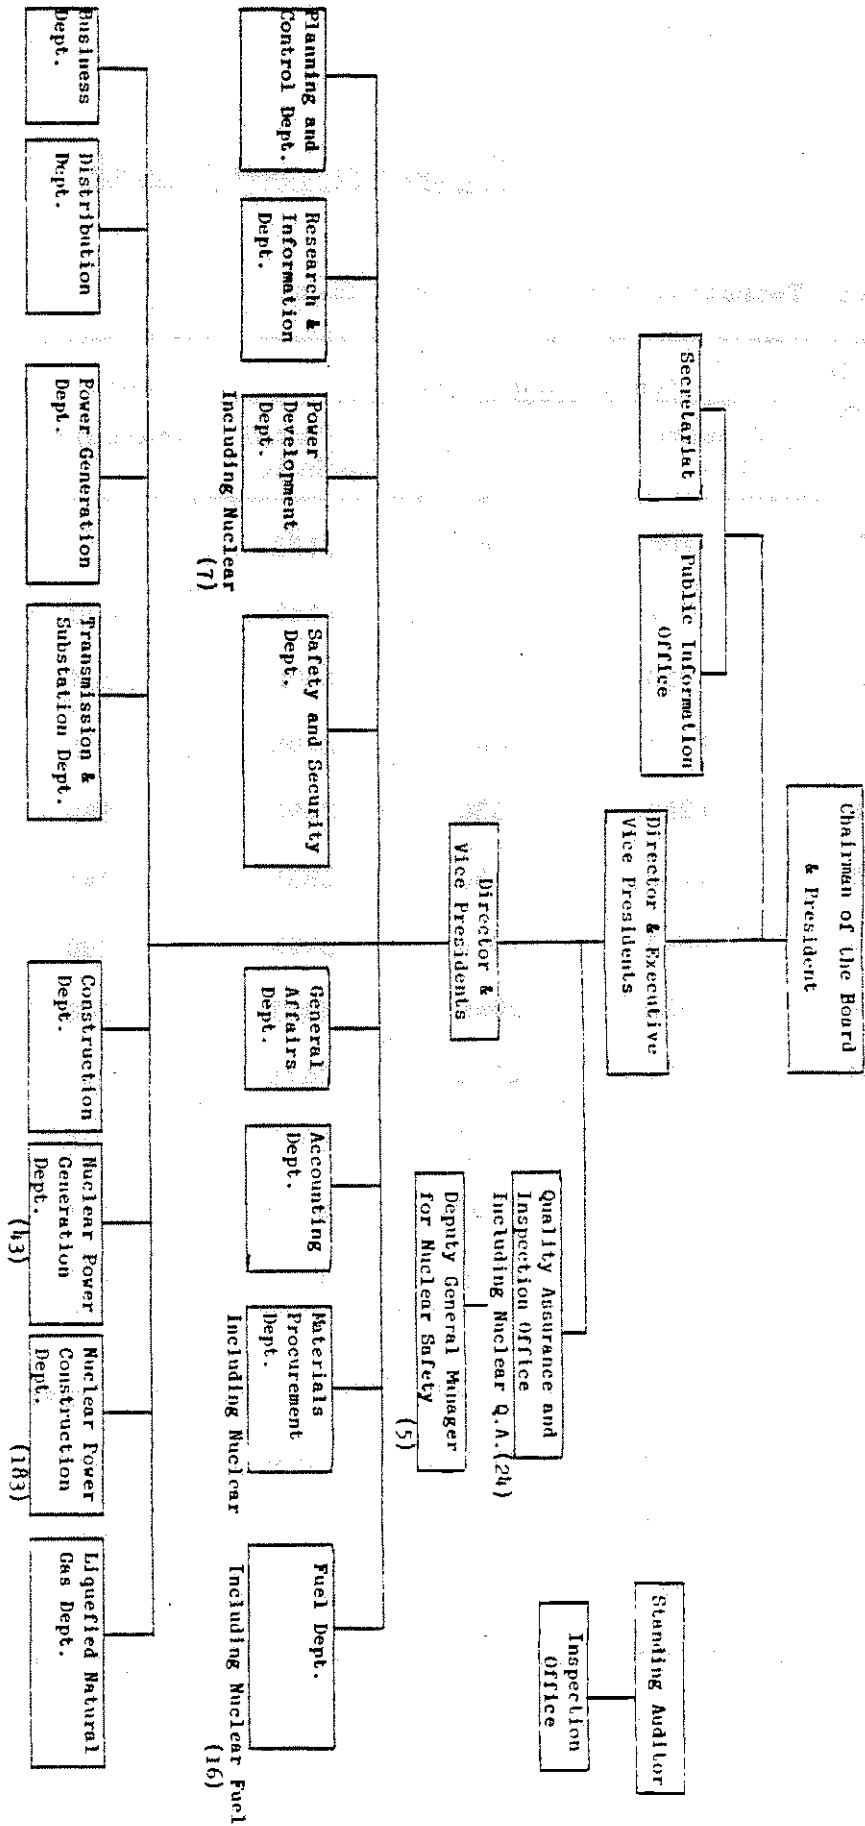 Chairman of the Board
& President
Secretariat
Public Information
Office
Director & Executive
Vice Presidents
Standing Auditor
Inspection
Office
Quality Assurance and
Inspection Office
Including Nuclear Q.A.(24)
Director &
Vice Presidents
Deputy General Manager
for Nuclear Safety
(5)
Planning and
Control Dept.
Research &
Information
Dept.
Power
Development
Dept.
Including Nuclear
(7)
Safety and Security
Dept.
General
Affairs
Dept.
Accounting
Dept.
Materials
Procurement
Dept.
Including Nuclear
Fuel Dept.
Including Nuclear Fuel
(16)
Business
Dept.
Distribution
Dept.
Power Generation
Dept.
Transmission &
Substation Dept.
Construction
Dept.
Nuclear Power
Generation
Dept.
(43)
Nuclear Power
Construction
Dept.
(183)
Liquefied Natural
Gas Dept.